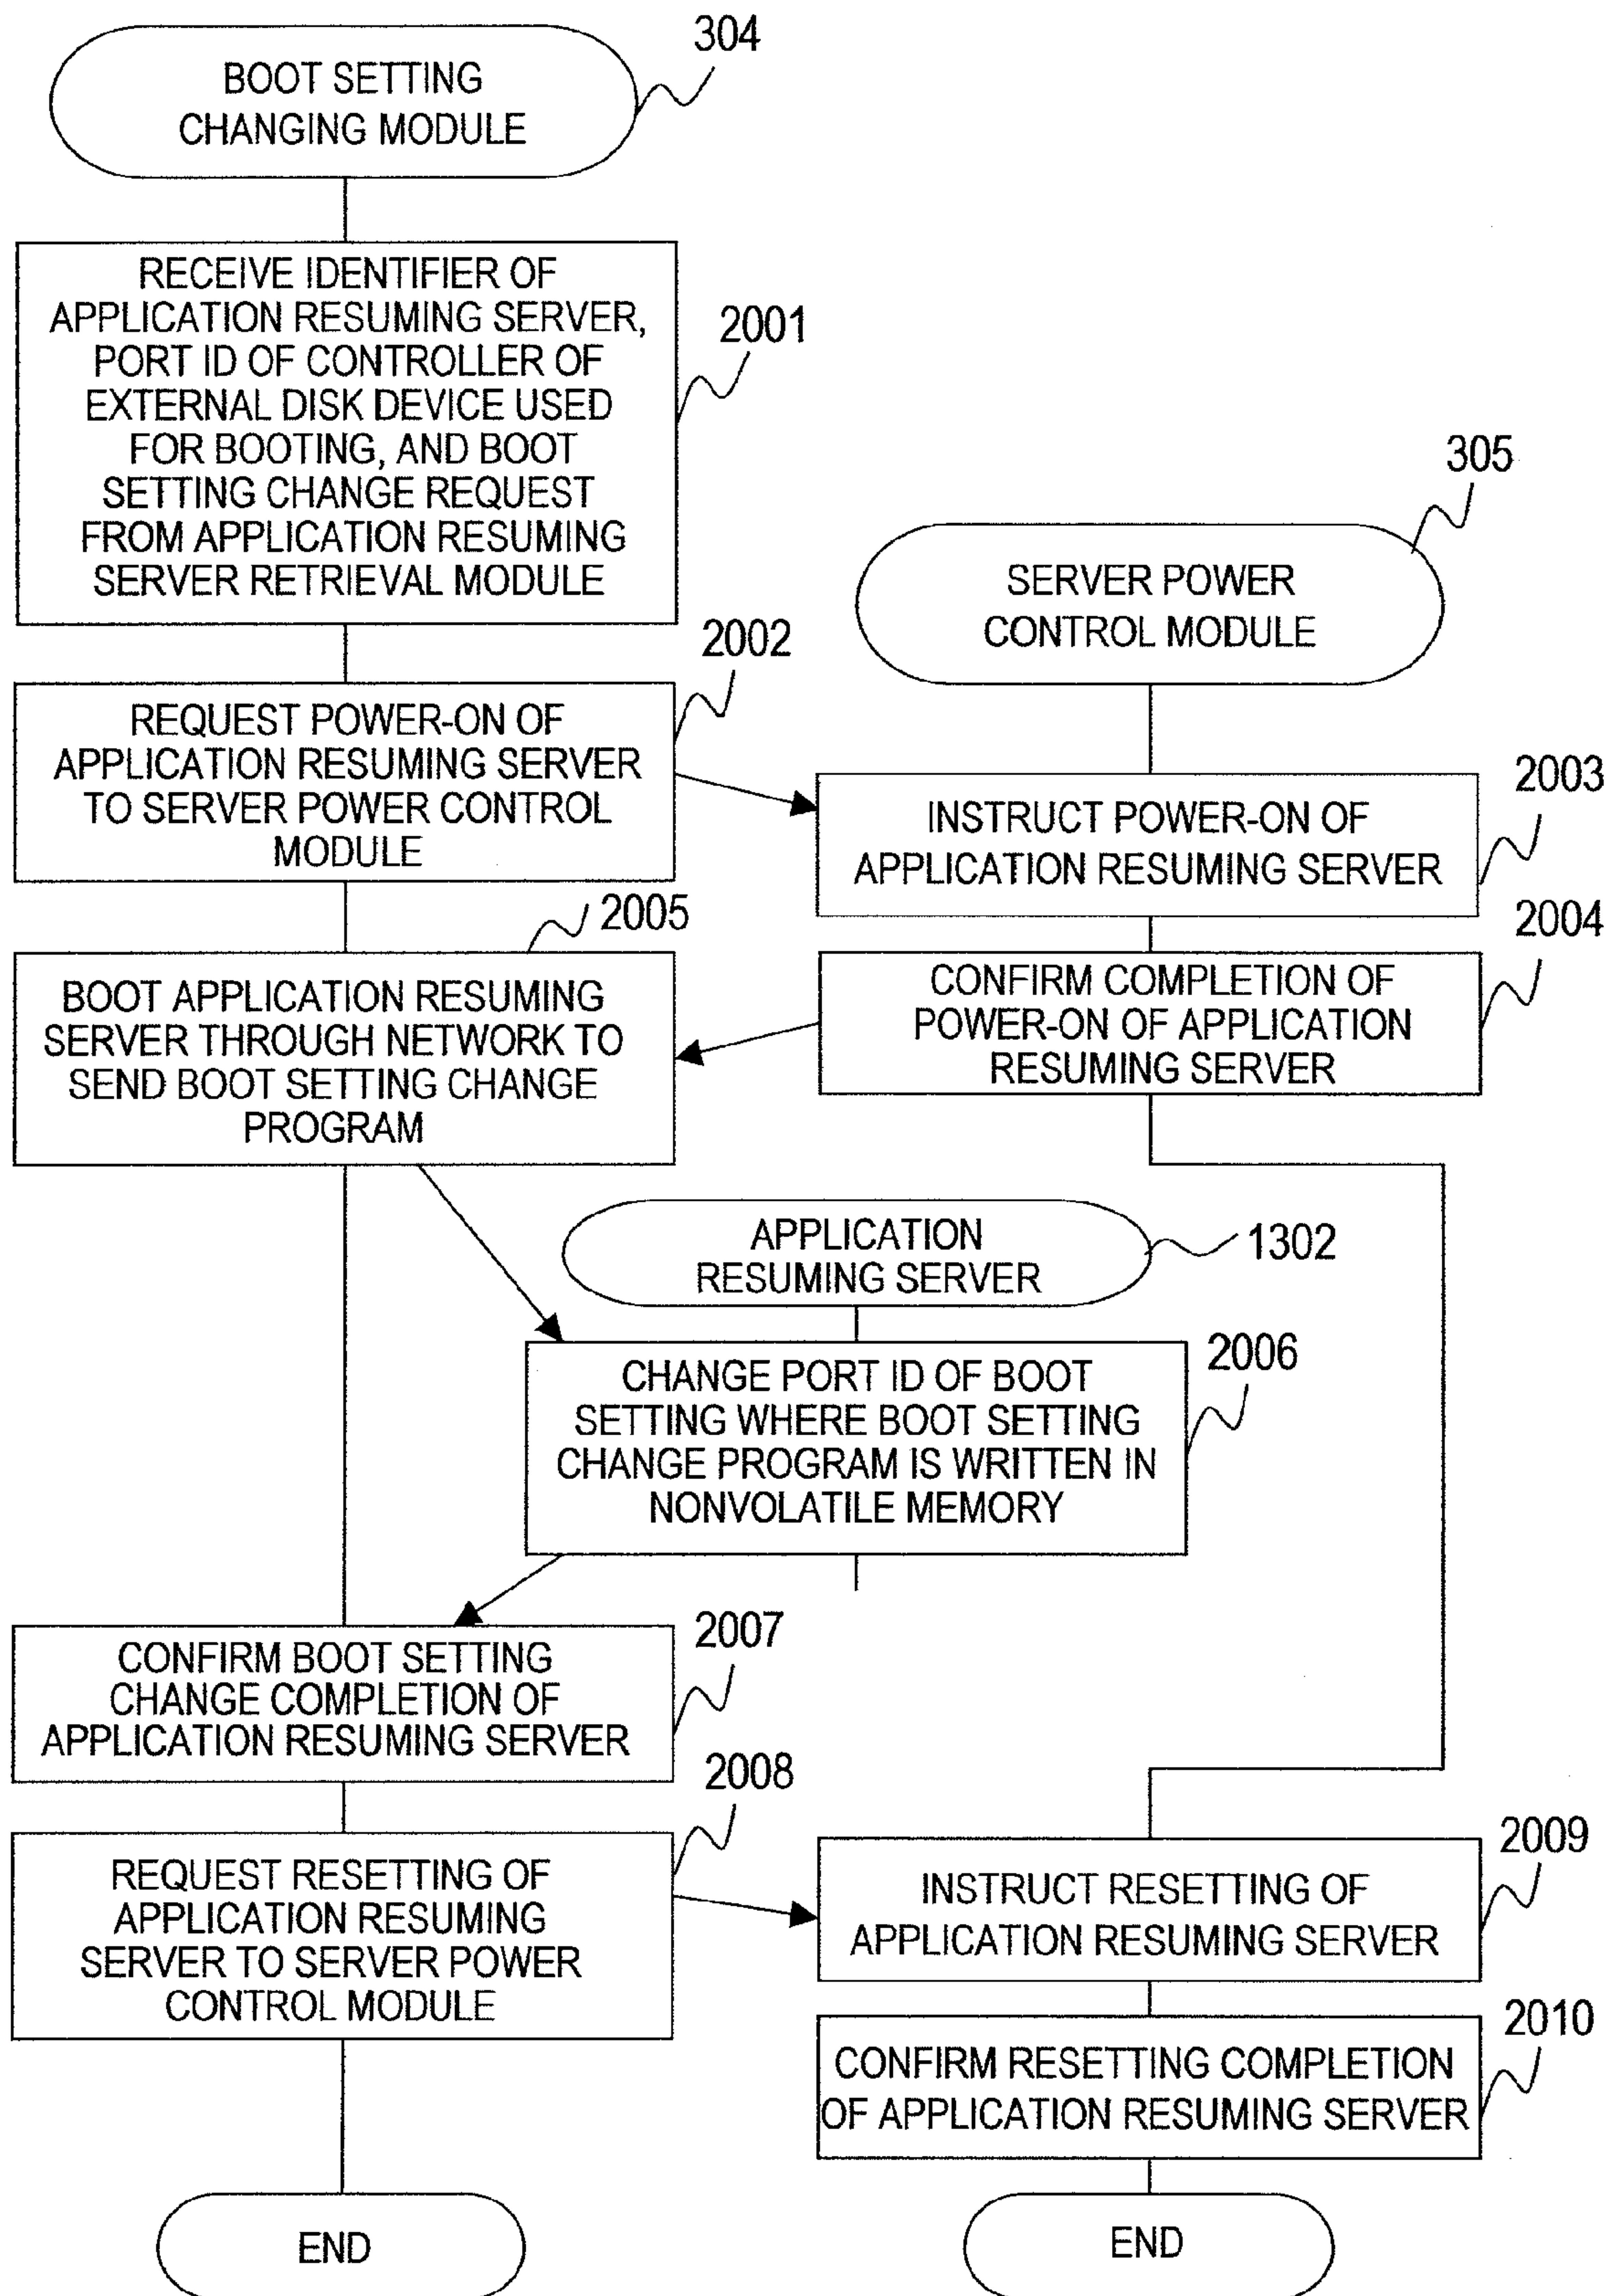 304
BOOT SETTING
CHANGING MODULE
RECEIVE IDENTIFIER OF
APPLICATION RESUMING SERVER,
PORT ID OF CONTROLLER OF
EXTERNAL DISK DEVICE USED
FOR BOOTING, AND BOOT
SETTING CHANGE REQUEST
FROM APPLICATION RESUMING
SERVER RETRIEVAL MODULE
2001
305
SERVER POWER
CONTROL MODULE
2002
REQUEST POWER-ON OF
APPLICATION RESUMING SERVER
TO SERVER POWER CONTROL
MODULE
2003
INSTRUCT POWER-ON OF
APPLICATION RESUMING SERVER
2005
BOOT APPLICATION RESUMING
SERVER THROUGH NETWORK TO
SEND BOOT SETTING CHANGE
PROGRAM
2004
CONFIRM COMPLETION OF
POWER-ON OF APPLICATION
RESUMING SERVER
APPLICATION
RESUMING SERVER
1302
CHANGE PORT ID OF BOOT
SETTING WHERE BOOT SETTING
CHANGE PROGRAM IS WRITTEN IN
NONVOLATILE MEMORY
2006
2007
CONFIRM BOOT SETTING
CHANGE COMPLETION OF
APPLICATION RESUMING SERVER
2008
REQUEST RESETTING OF
APPLICATION RESUMING
SERVER TO SERVER POWER
CONTROL MODULE
2009
INSTRUCT RESETTING OF
APPLICATION RESUMING SERVER
2010
CONFIRM RESETTING COMPLETION
OF APPLICATION RESUMING SERVER
END
END